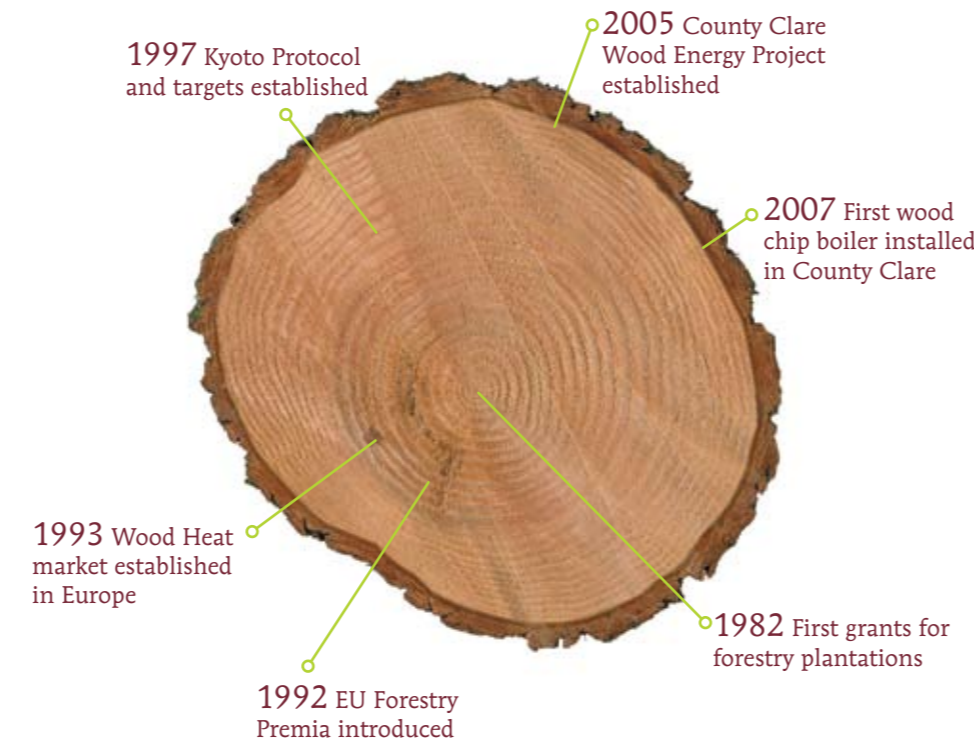 1997 Kyoto Protocol
and targets established
2005 County Clare
Wood Energy Project
established
2007 First wood
chip boiler installed
in County Clare
1993 Wood Heat
market established
in Europe
1982 First grants for
forestry plantations
1992 EU Forestry
Premia introduced